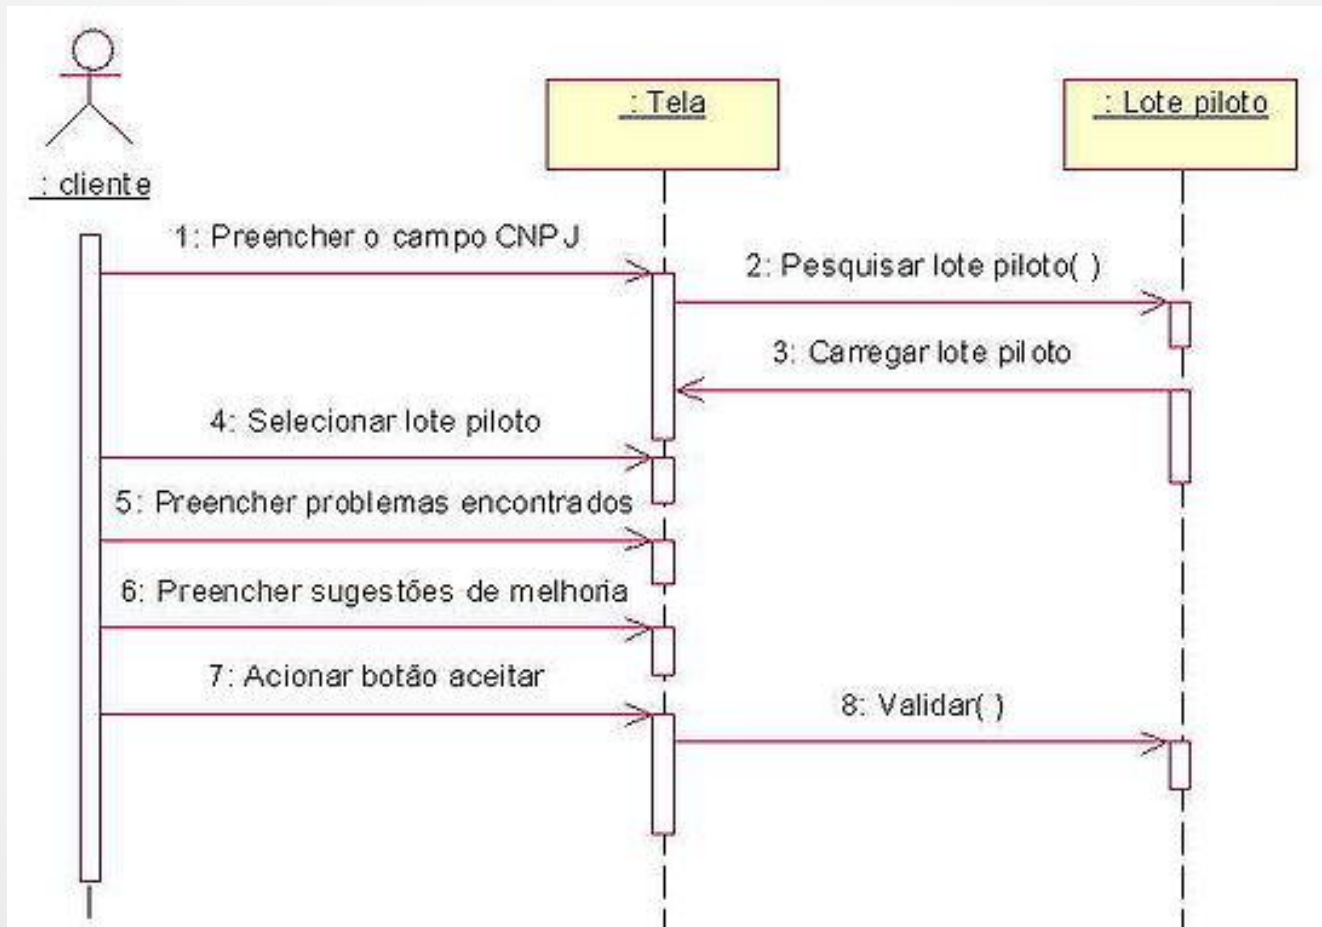 : cliente
: Tela
: Lote piloto
1: Preencher o campo CNPJ
2: Pesquisar lote piloto( )
3: Carregar lote piloto
4: Selecionar lote piloto
5: Preencher problemas encontrados
6: Preencher sugestões de melhoria
7: Acionar botão aceitar
8: Validar( )